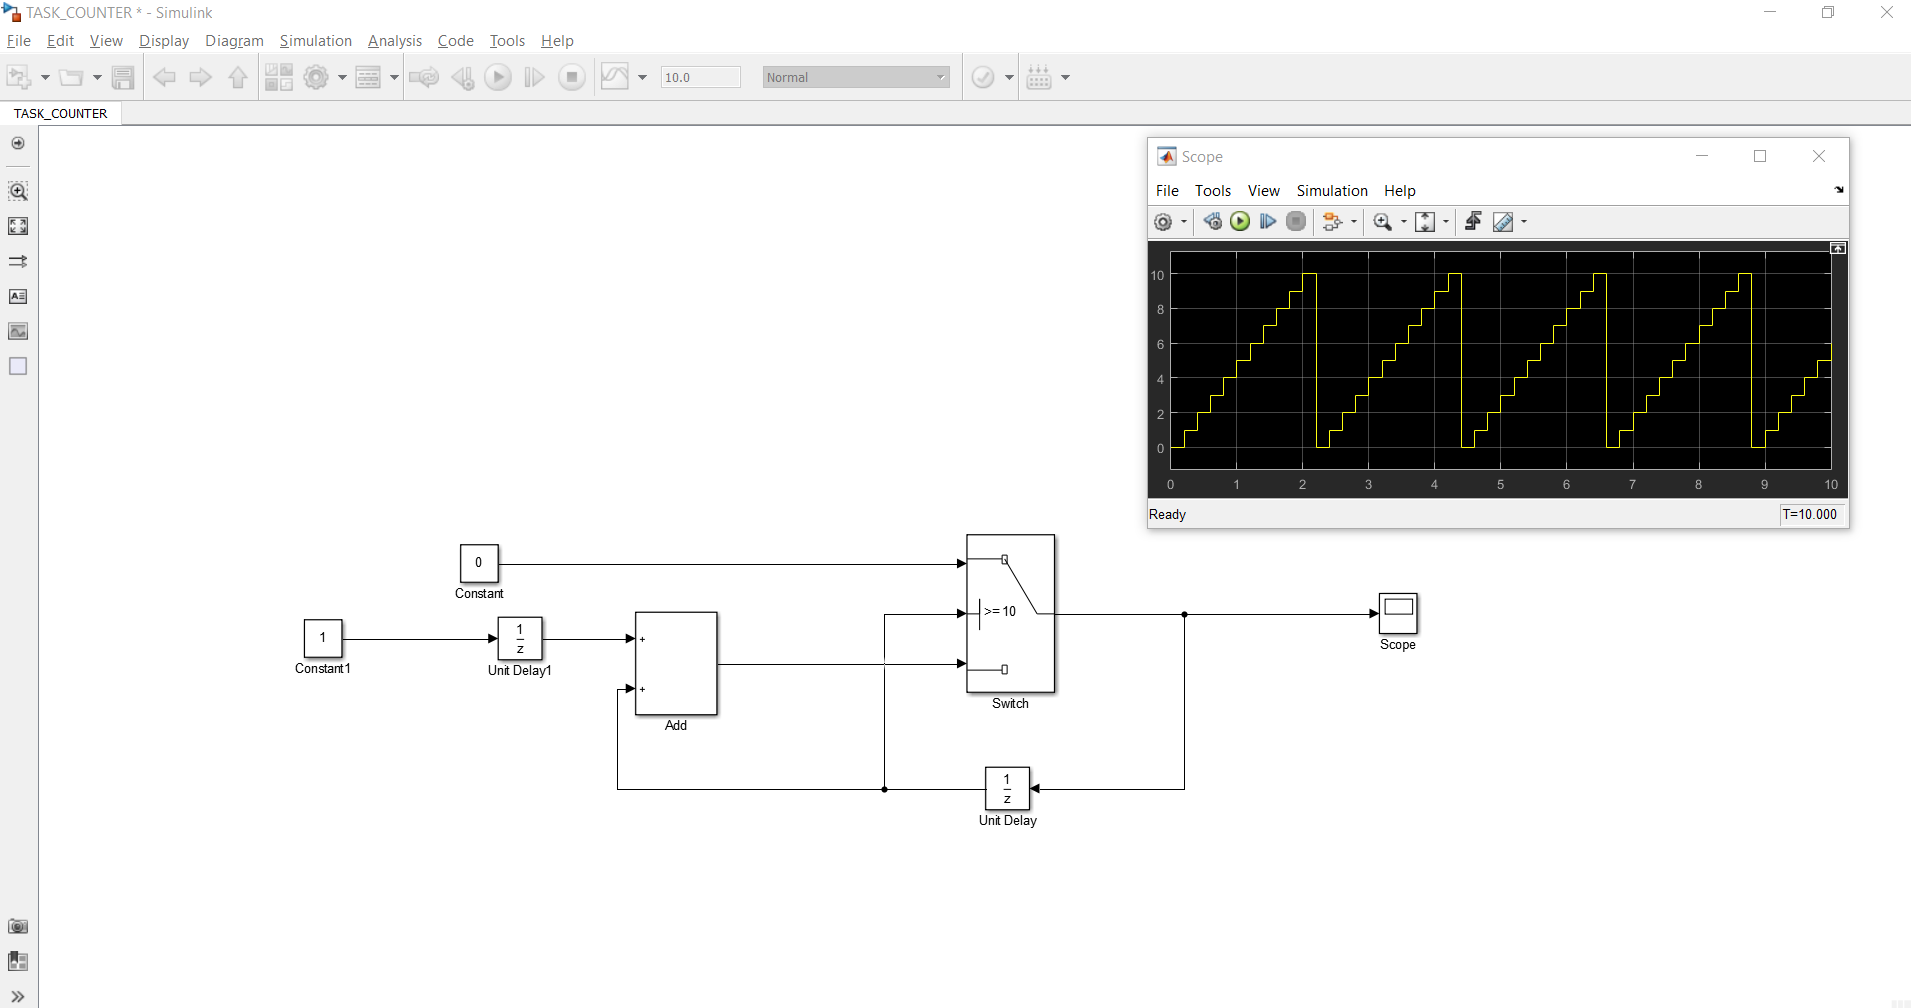 TASK_COUNTER * - Simulink
File Edit View Display Diagram Simulation Analysis Code Tools Help
10.0 Normal
TASK_COUNTER
Scope
File Tools View Simulation Help
10
8
6
4
2
0
0 1 2 3 4 5 6 7 8 9 10
Ready T=10.000
0
Constant
1
Constant1
1
z
Unit Delay1
+
+
Add
>= 10
Switch
Scope
1
z
Unit Delay